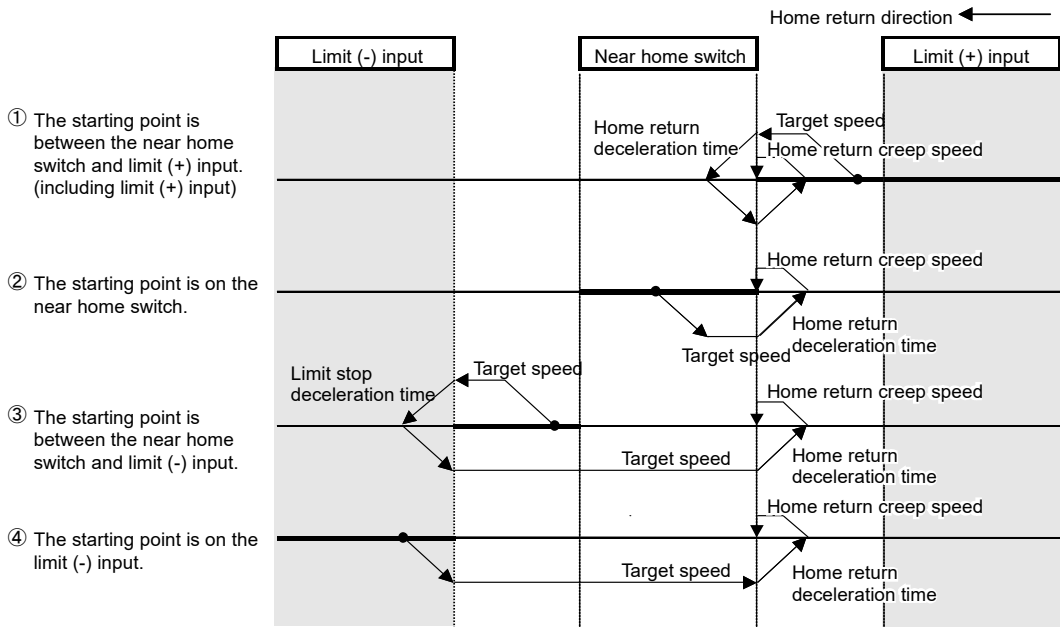 Home return direction
Limit (-) input
Near home switch
Limit (+) input
① The starting point is
between the near home
switch and limit (+) input.
(including limit (+) input)
Home return
deceleration time
Target speed
Home return creep speed
② The starting point is on the
near home switch.
Home return creep speed
Home return
deceleration time
Target speed
③ The starting point is
between the near home
switch and limit (-) input.
Limit stop
deceleration time
Target speed
Home return creep speed
Target speed
Home return
deceleration time
④ The starting point is on the
limit (-) input.
Home return creep speed
Target speed
Home return
deceleration time